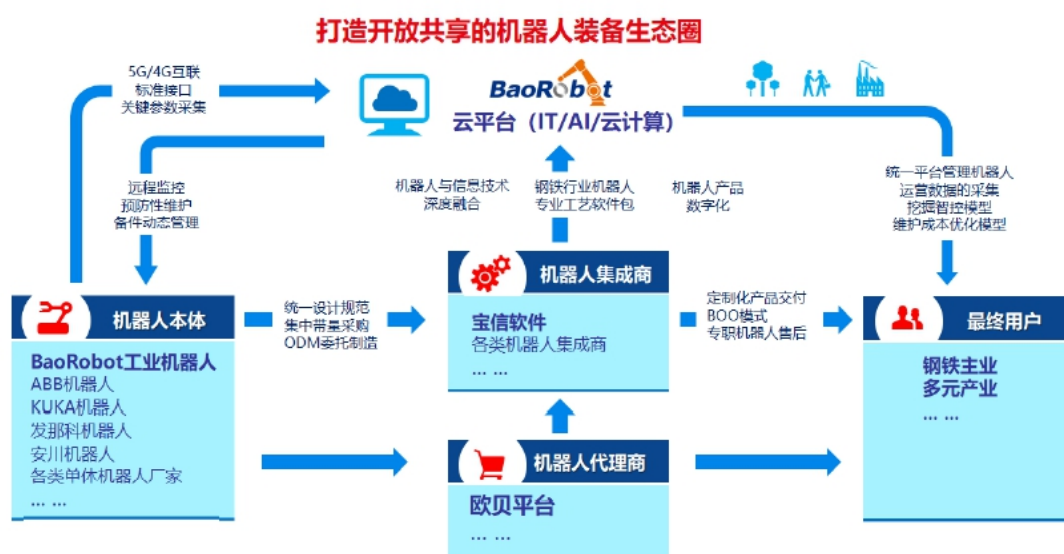 打造开放共享的机器人装备生态圈
5G/4G互联
标准接口
关键参数采集
BaoRobot
云平台（IT/AI/云计算）
远程监控
预防性维护
备件动态管理
机器人与信息技术
深度融合
钢铁行业机器人
专业工艺软件包
机器人产品
数字化
统一平台管理机器人
运营数据的采集
挖掘智控模型
维护成本优化模型
机器人本体
BaoRobot工业机器人
ABB机器人
KUKA机器人
发那科机器人
安川机器人
各类单休机器人厂家
... ...
统一设计规范
集中带量采购
ODM委托制造
机器人集成商
宝信软件
各类机器人集成商
... ...
定制化产品交付
BOO模式
专职机器人售后
最终用户
钢铁主业
多元产业
... ...
机器人代理商
欧贝平台
... ...